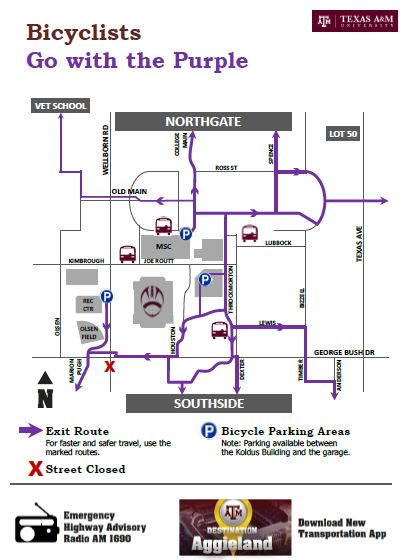 Bicyclists
Go with the Purple
ATM
TEXAS A&M
UNIVERSITY
VET SCHOOL
NORTHGATE
LOT 50
WELLBORN RD
COLLEGE
MAIN
SPENCE
ROSS ST
OLD MAIN
MSC
LUBBOCK
TEXAS AVE
KIMBROUGH
JOE ROUTT
THROCKMORTON
BIZZELL
REC
CTR
OLSEN
FIELD
OLSEN
HOUSTON
LEWIS
GEORGE BUSH DR
MARION
PUGH
X
DEXTER
TIMBER
ANDERSON
N
SOUTHSIDE
Exit Route
For faster and safer travel, use the
marked routes.
P Bicycle Parking Areas
Note: Parking available between
the Koldus Building and the garage.
X Street Closed
Emergency
Highway Advisory
Radio AM 1690
ATM
DESTINATION
Aggieland
Download New
Transportation App